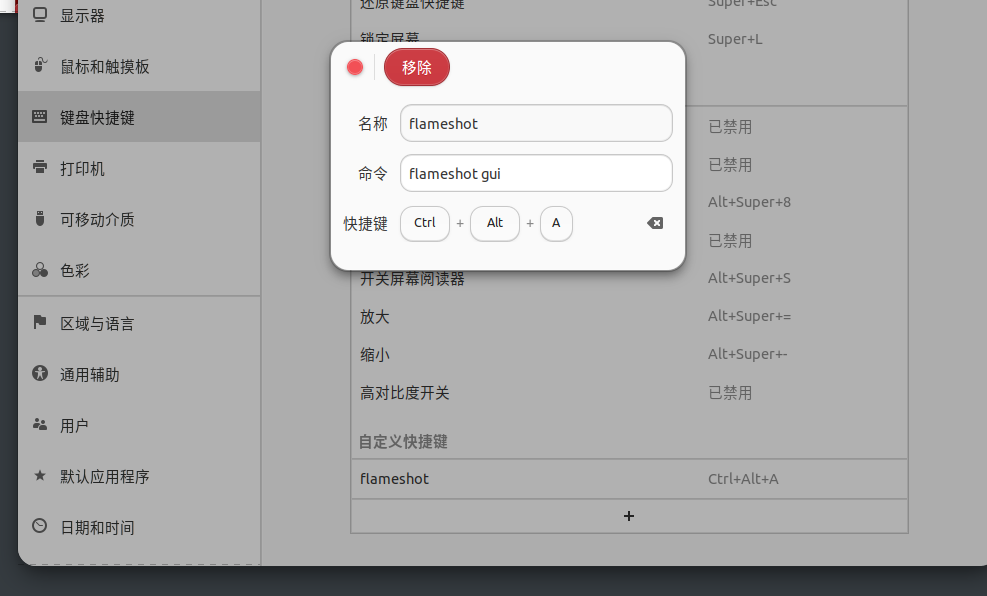 显示器
鼠标和触摸板
键盘快捷键
打印机
可移动介质
色彩
区域与语言
通用辅助
用户
默认应用程序
日期和时间
还原键盘快捷键 Super+Esc
锁定屏幕 Super+L
移除
名称 flameshot
命令 flameshot gui
快捷键 Ctrl + Alt + A
已禁用
已禁用
Alt+Super+8
已禁用
开关屏幕阅读器 Alt+Super+S
放大 Alt+Super+=
缩小 Alt+Super+-
高对比度开关 已禁用
自定义快捷键
flameshot Ctrl+Alt+A
+